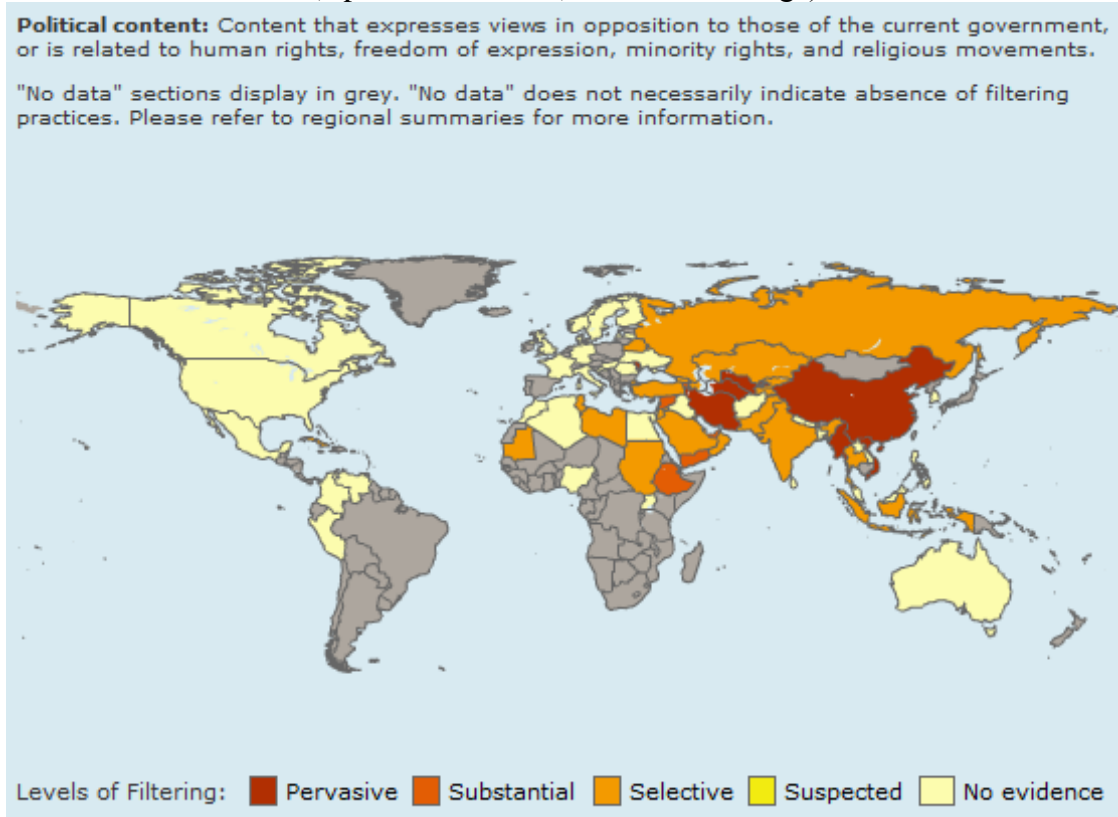 Political content: Content that expresses views in opposition to those of the current government,
or is related to human rights, freedom of expression, minority rights, and religious movements.
"No data" sections display in grey. "No data" does not necessarily indicate absence of filtering
practices. Please refer to regional summaries for more information.
Levels of Filtering: Pervasive Substantial Selective Suspected No evidence